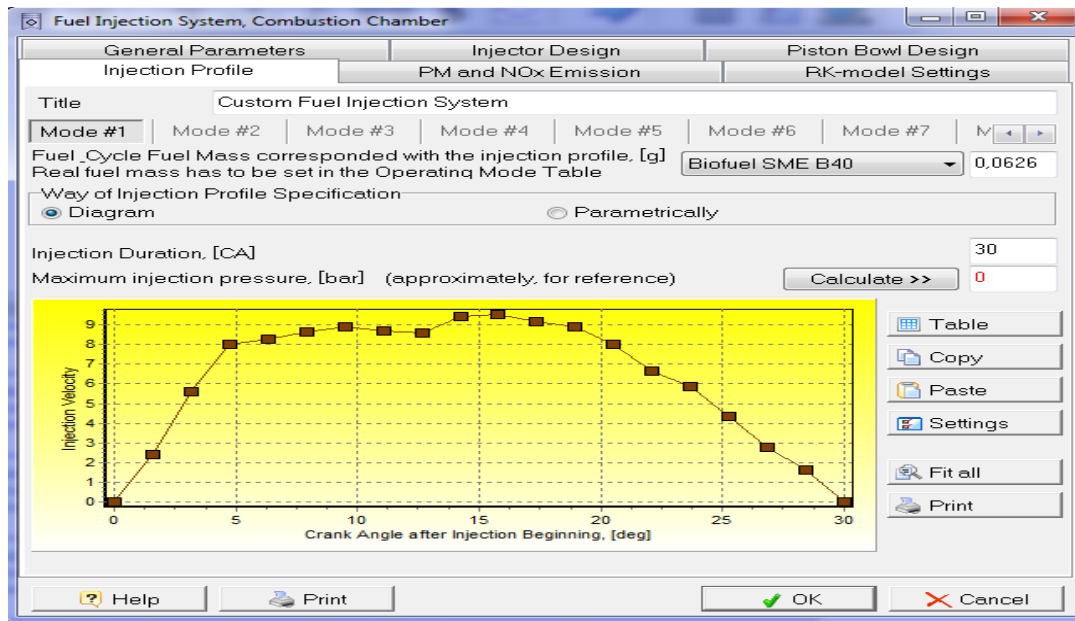 Fuel Injection System, Combustion Chamber
General Parameters
Injector Design
Piston Bowl Design
Injection Profile
PM and NOx Emission
RK-model Settings
Title
Custom Fuel Injection System
Mode #1
Mode #2
Mode #3
Mode #4
Mode #5
Mode #6
Mode #7
Fuel_Cycle Fuel Mass corresponded with the injection profile, [g]
Real fuel mass has to be set in the Operating Mode Table
Biofuel SME B40
0,0626
Way of Injection Profile Specification
Diagram
Parametrically
Injection Duration, [CA]
30
Maximum injection pressure, [bar] (approximately, for reference)
Calculate >>
0
9
8
7
6
5
4
3
2
1
0
Injection Velocity
0
5
10
15
20
25
30
Crank Angle after Injection Beginning, [deg]
Table
Copy
Paste
Settings
Fit all
Print
Help
Print
OK
Cancel